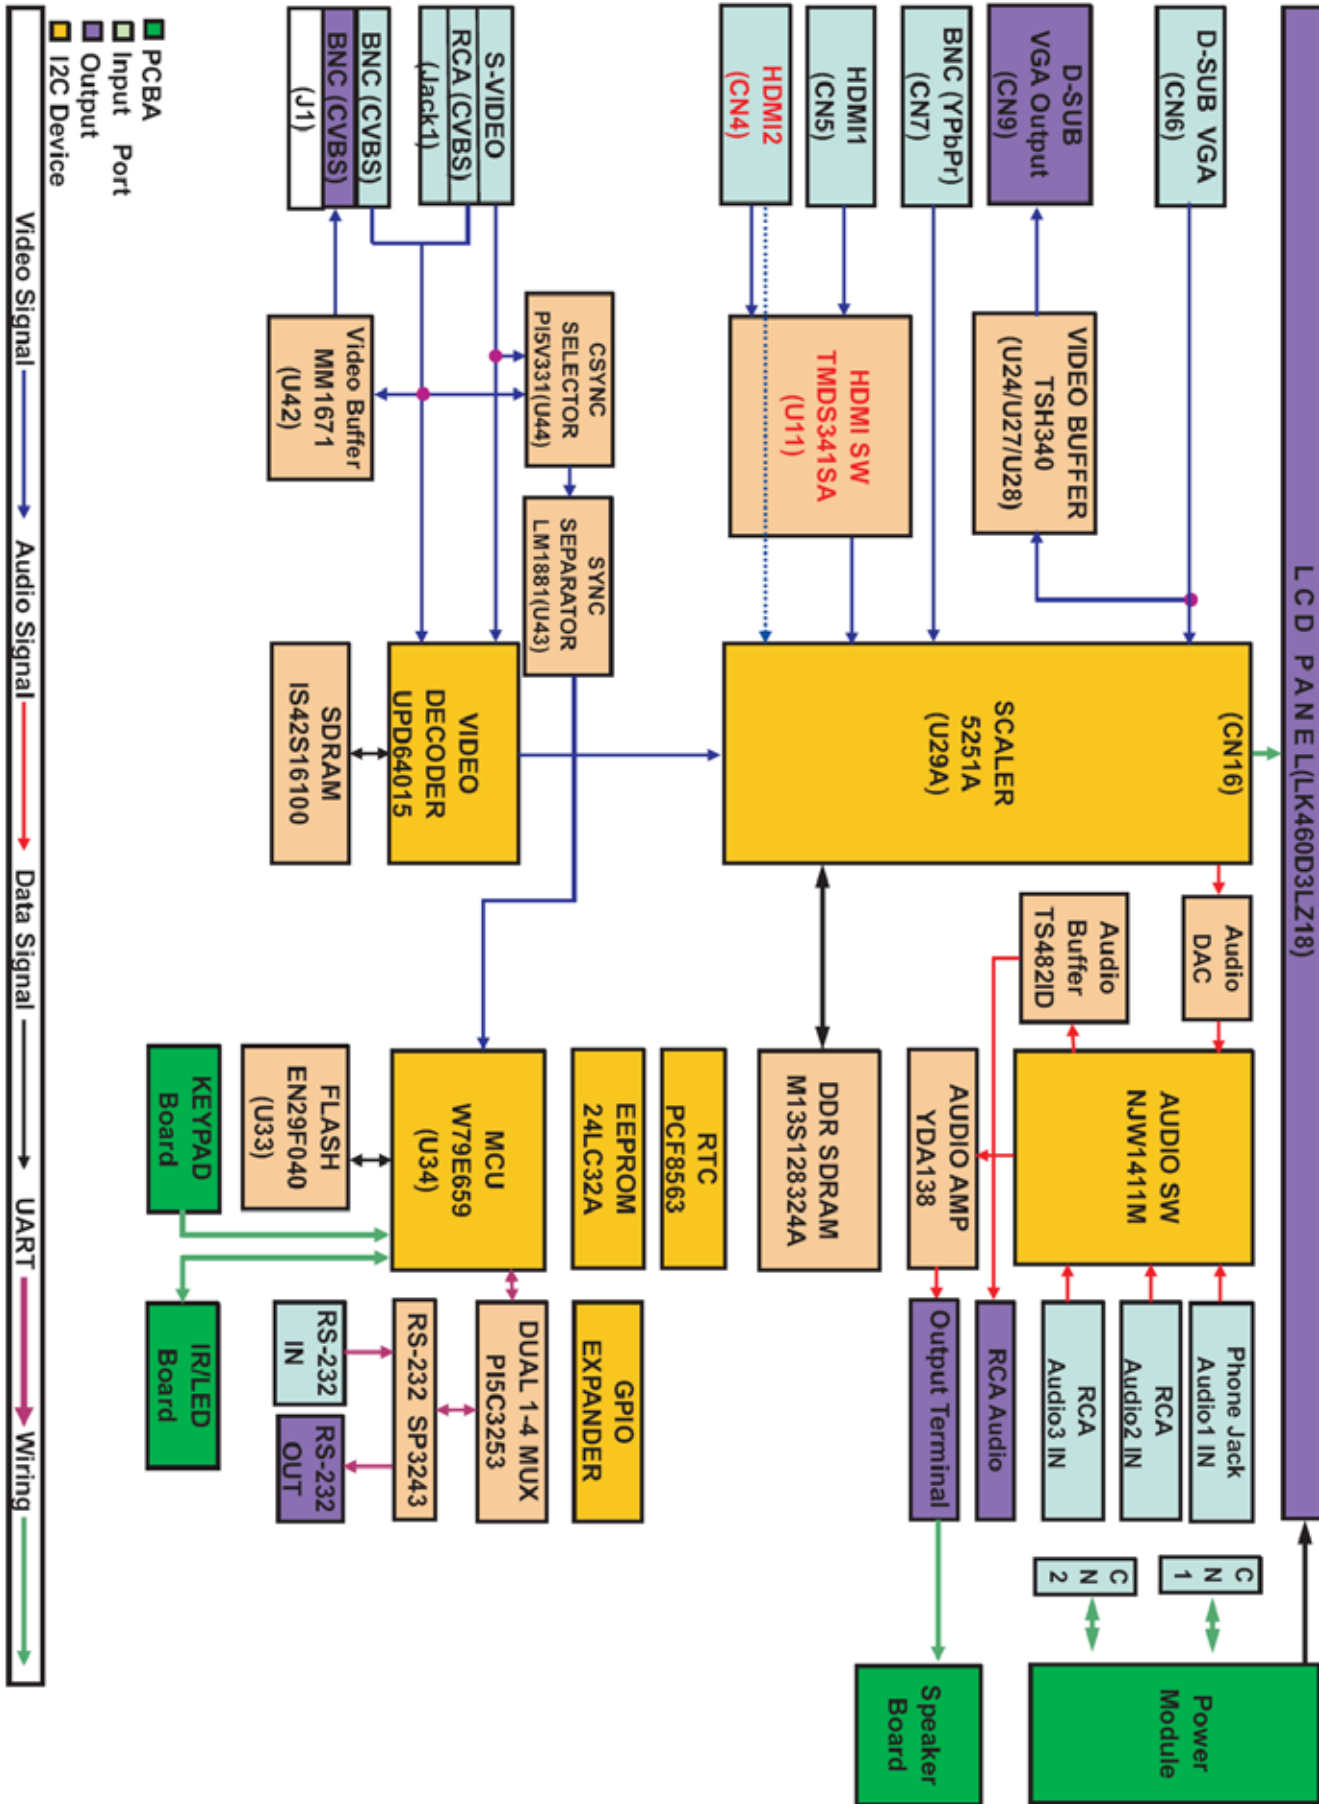 LCD PANEL(LK460D3LZ18)
D-SUB VGA
(CN6)
D-SUB
VGA Output
(CN9)
BNC (YPbPr)
(CN7)
HDMI1
(CN5)
HDMI2
(CN4)
S-VIDEO
RCA (CVBS)
(Jack1)
BNC (CVBS)
BNC (CVBS)
(J1)
VIDEO BUFFER
TSH340
(U24/U27/U28)
HDMI SW
TMDS341SA
(U11)
CSYNC
SELECTOR
PI5V331(U44)
Video Buffer
MM1671
(U42)
SYNC
SEPARATOR
LM1881(U43)
(CN16)
SCALER
5251A
(U29A)
VIDEO
DECODER
UPD64015
SDRAM
IS42S16100
Audio
DAC
Audio
Buffer
TS482ID
AUDIO SW
NJW1411M
AUDIO AMP
YDA138
DDR SDRAM
M13S128324A
RTC
PCF8563
EEPROM
24LC32A
MCU
W79E659
(U34)
FLASH
EN29F040
(U33)
KEYPAD
Board
Phone Jack
Audio1 IN
RCA
Audio2 IN
RCA
Audio3 IN
RCA Audio
Output Terminal
GPIO
EXPANDER
DUAL 1-4 MUX
PI5C3253
RS-232 SP3243
RS-232
IN
RS-232
OUT
IR/LED
Board
C N 1
C N 2
Power
Module
Speaker
Board
PCBA
Input Port
Output
I2C Device
Video Signal Audio Signal Data Signal UART Wiring